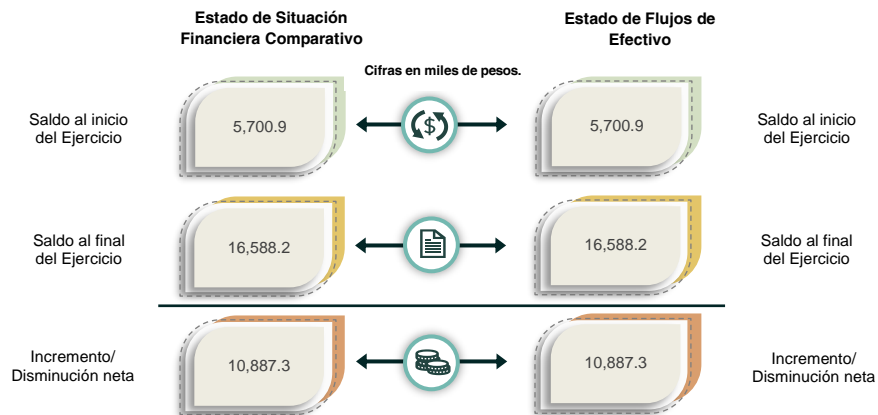 Estado de Situación
Financiera Comparativo
Estado de Flujos de
Efectivo
Cifras en miles de pesos.
Saldo al inicio
del Ejercicio
5,700.9
$
5,700.9
Saldo al inicio
del Ejercicio
Saldo al final
del Ejercicio
16,588.2
16,588.2
Saldo al final
del Ejercicio
Incremento/
Disminución neta
10,887.3
10,887.3
Incremento/
Disminución neta